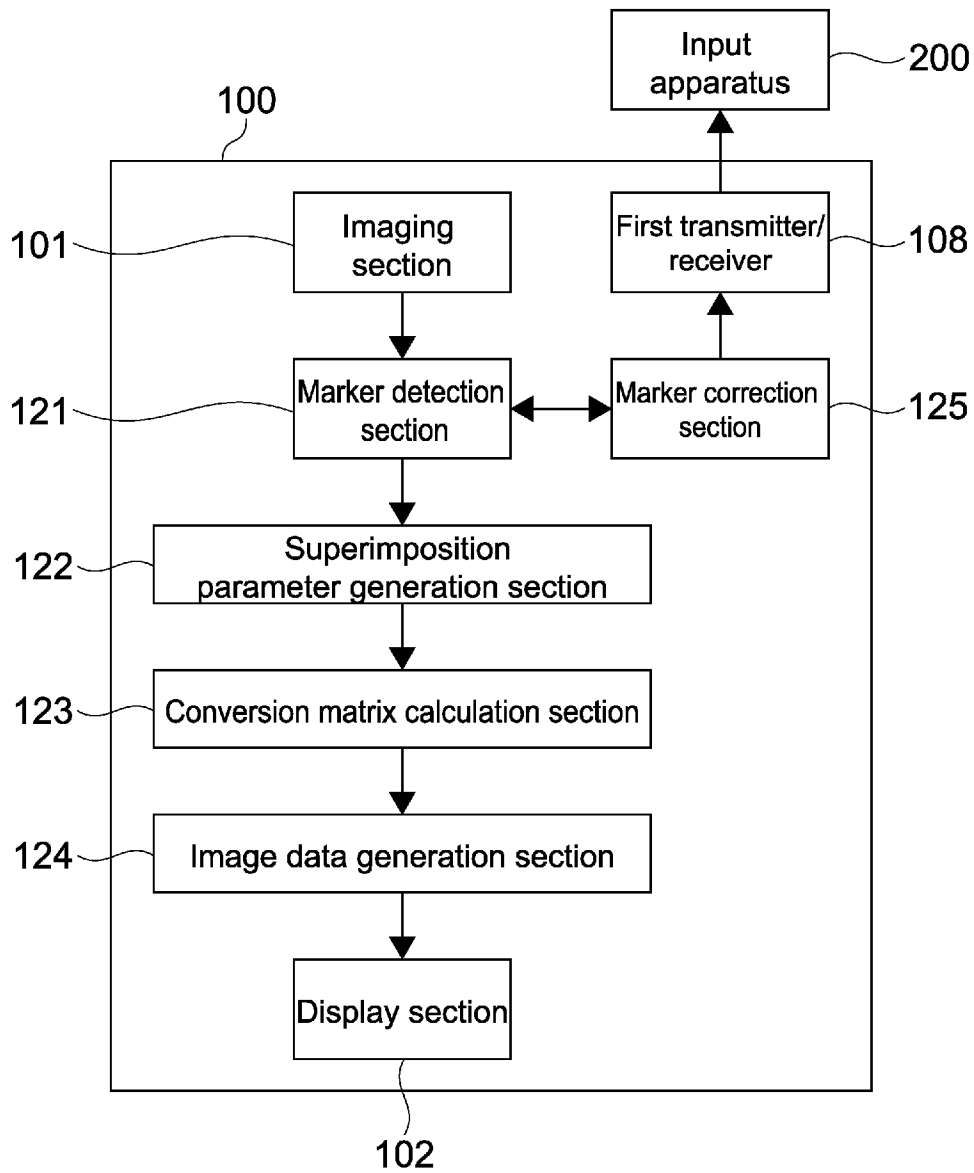 Input
apparatus
200
100
Imaging
section
101
First transmitter/
receiver
108
Marker detection
section
121
Marker correction
section
125
Superimposition
parameter generation section
122
Conversion matrix calculation section
123
Image data generation section
124
Display section
102